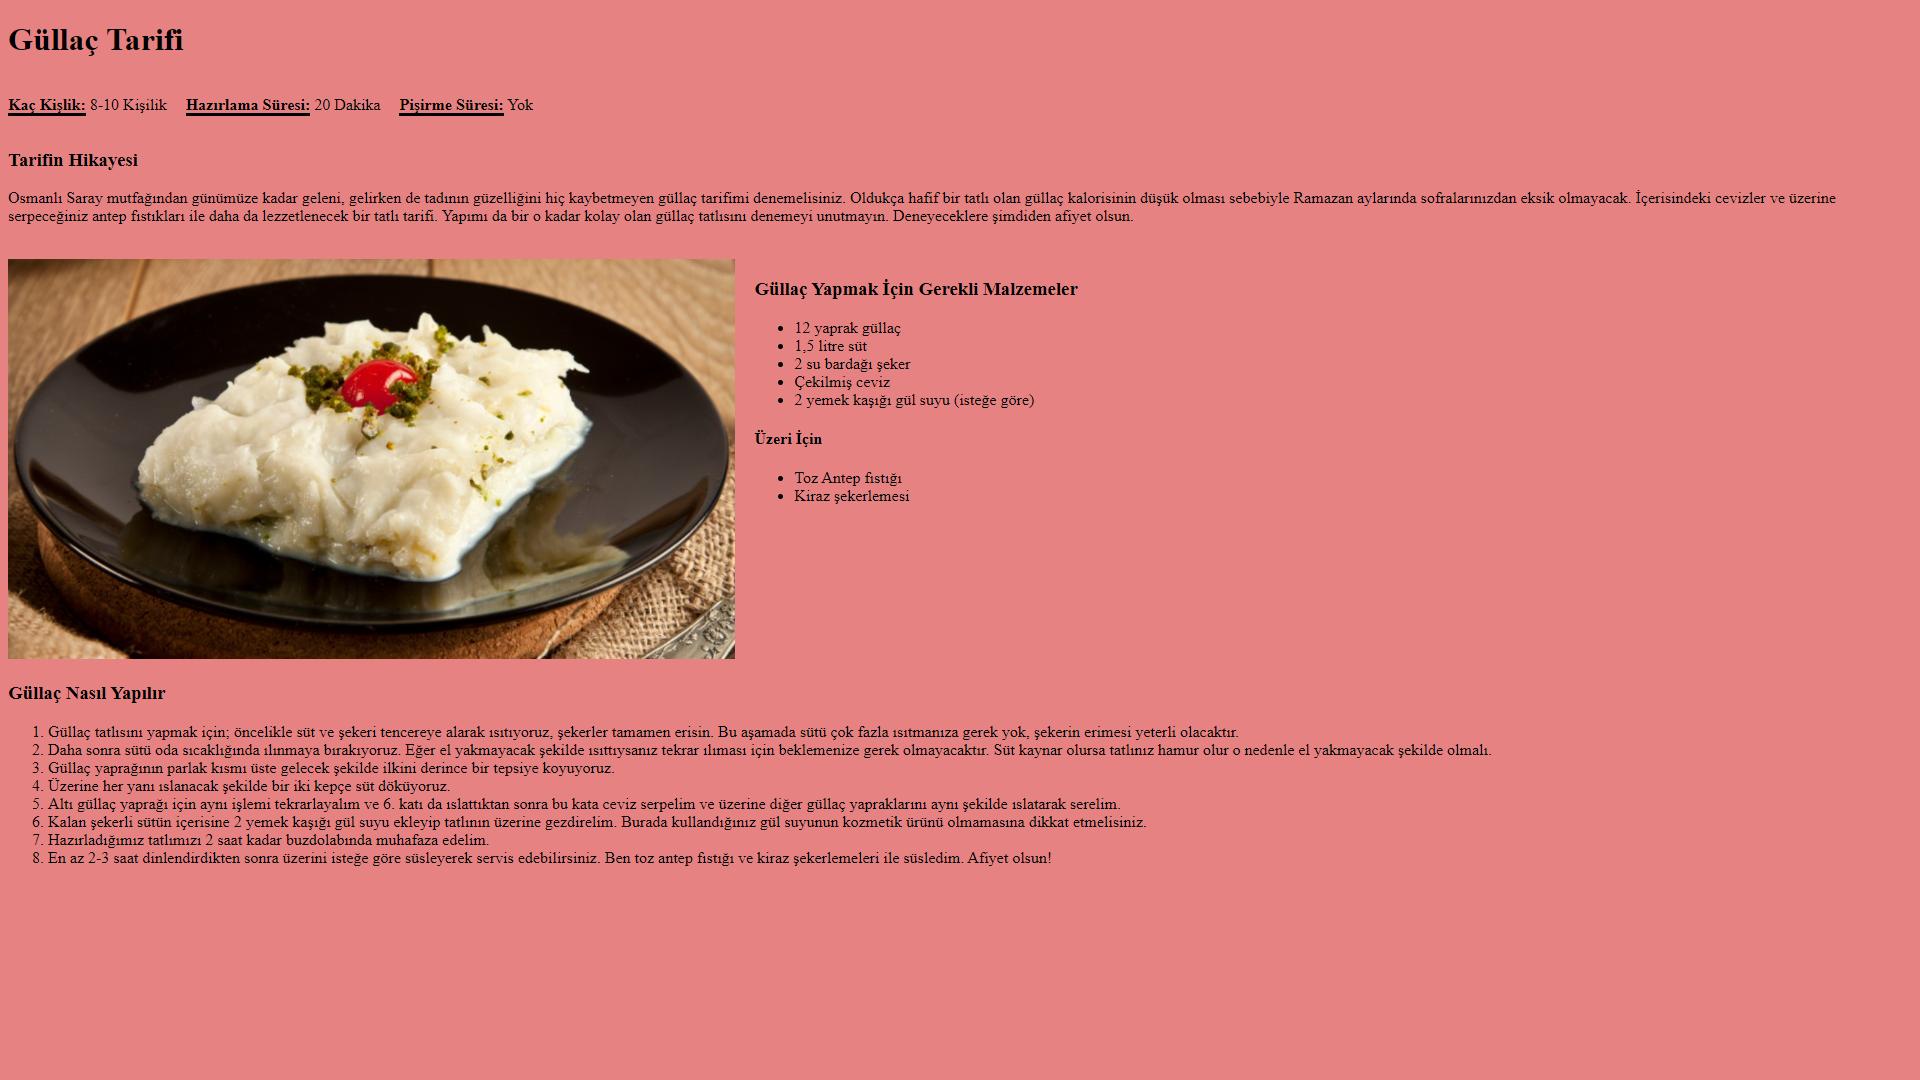 Güllaç Tarifi
Kaç Kişlik: 8-10 Kişilik Hazırlama Süresi: 20 Dakika Pişirme Süresi: Yok
Tarifin Hikayesi
Osmanlı Saray mutfağından günümüze kadar geleni, gelirken de tadının güzelliğini hiç kaybetmeyen güllaç tarifimi denemelisiniz. Oldukça hafif bir tatlı olan güllaç kalorisinin düşük olması sebebiyle Ramazan aylarında sofralarınızdan eksik olmayacak. İçerisindeki cevizler ve üzerine
serpeceğiniz antep fıstıkları ile daha da lezzetlenecek bir tatlı tarifi. Yapımı da bir o kadar kolay olan güllaç tatlısını denemeyi unutmayın. Deneyeceklere şimdiden afiyet olsun.
Güllaç Yapmak İçin Gerekli Malzemeler
• 12 yaprak güllaç
• 1,5 litre süt
• 2 su bardağı şeker
• Çekilmiş ceviz
• 2 yemek kaşığı gül suyu (isteğe göre)
Üzeri İçin
• Toz Antep fıstığı
• Kiraz şekerlemesi
Güllaç Nasıl Yapılır
1. Güllaç tatlısını yapmak için; öncelikle süt ve şekeri tencereye alarak ısıtıyoruz, şekerler tamamen erisin. Bu aşamada sütü çok fazla ısıtmanıza gerek yok, şekerin erimesi yeterli olacaktır.
2. Daha sonra sütü oda sıcaklığında ılınmaya bırakıyoruz. Eğer el yakmayacak şekilde ısıttıysanız tekrar ılıması için beklemenize gerek olmayacaktır. Süt kaynar olursa tatlınız hamur olur o nedenle el yakmayacak şekilde olmalı.
3. Güllaç yaprağının parlak kısmı üste gelecek şekilde ilkini derince bir tepsiye koyuyoruz.
4. Üzerine her yanı ıslanacak şekilde bir iki kepçe süt döküyoruz.
5. Altı güllaç yaprağı için aynı işlemi tekrarlayalım ve 6. katı da ıslattıktan sonra bu kata ceviz serpelim ve üzerine diğer güllaç yapraklarını aynı şekilde ıslatarak serelim.
6. Kalan şekerli sütün içerisine 2 yemek kaşığı gül suyu ekleyip tatlının üzerine gezdirelim. Burada kullandığınız gül suyunun kozmetik ürünü olmamasına dikkat etmelisiniz.
7. Hazırladığımız tatlımızı 2 saat kadar buzdolabında muhafaza edelim.
8. En az 2-3 saat dinlendirdikten sonra üzerini isteğe göre süsleyerek servis edebilirsiniz. Ben toz antep fıstığı ve kiraz şekerlemeleri ile süsledim. Afiyet olsun!